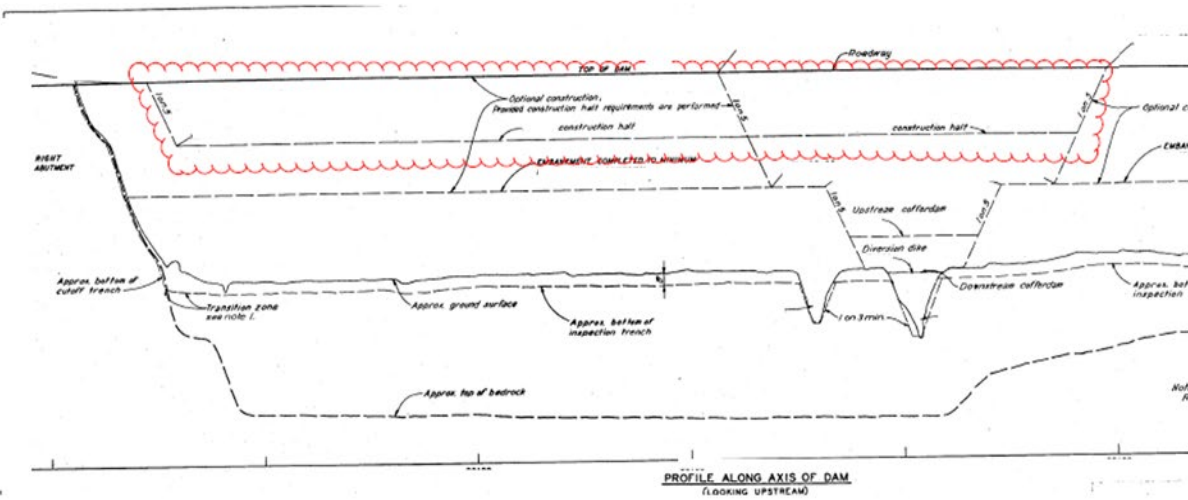 Roadway
TOP OF DAM
1 on 5
Optional construction,
Provided construction halt requirements are performed
1 on 5
1 on 5
Optional c
construction halt
construction halt
RIGHT
ABUTMENT
EMBANKMENT COMPLETED TO MINIMUM
EMBAN
1 on 5
Upstream cofferdam
1 on 5
Diversion dike
Approx. bottom of
cutoff trench
Transition zone
see note 1.
Approx. ground surface
Approx. bottom of
inspection trench
1 on 3 min.
Downstream cofferdam
Approx. bot
inspection
Approx. top of bedrock
Not
PROFILE ALONG AXIS OF DAM
(LOOKING UPSTREAM)